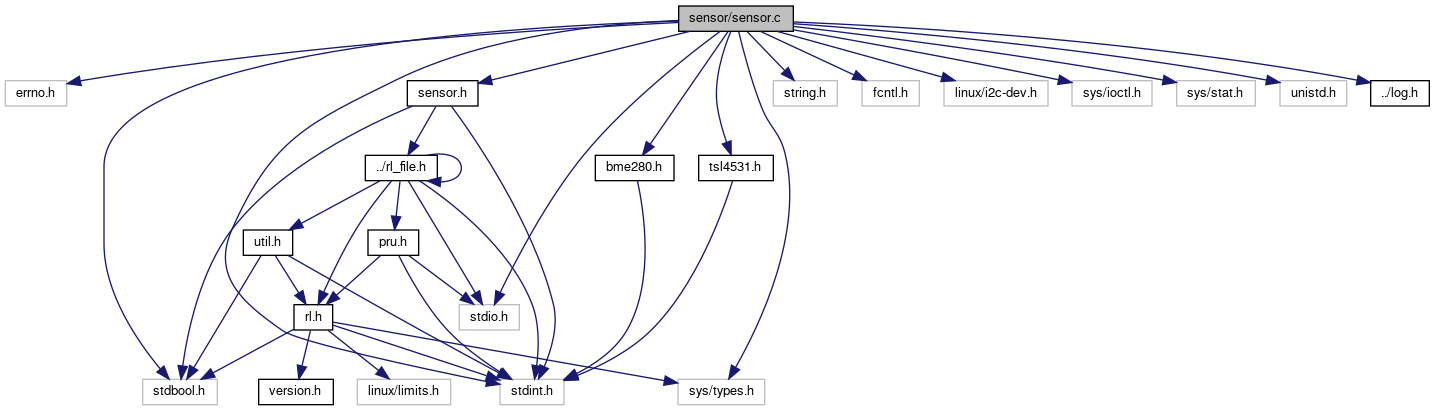 sensor/sensor.c
errno.h
sensor.h
string.h
fcntl.h
linux/i2c-dev.h
sys/ioctl.h
sys/stat.h
unistd.h
../log.h
../rl_file.h
bme280.h
tsl4531.h
util.h
pru.h
rl.h
stdio.h
stdbool.h
version.h
linux/limits.h
stdint.h
sys/types.h